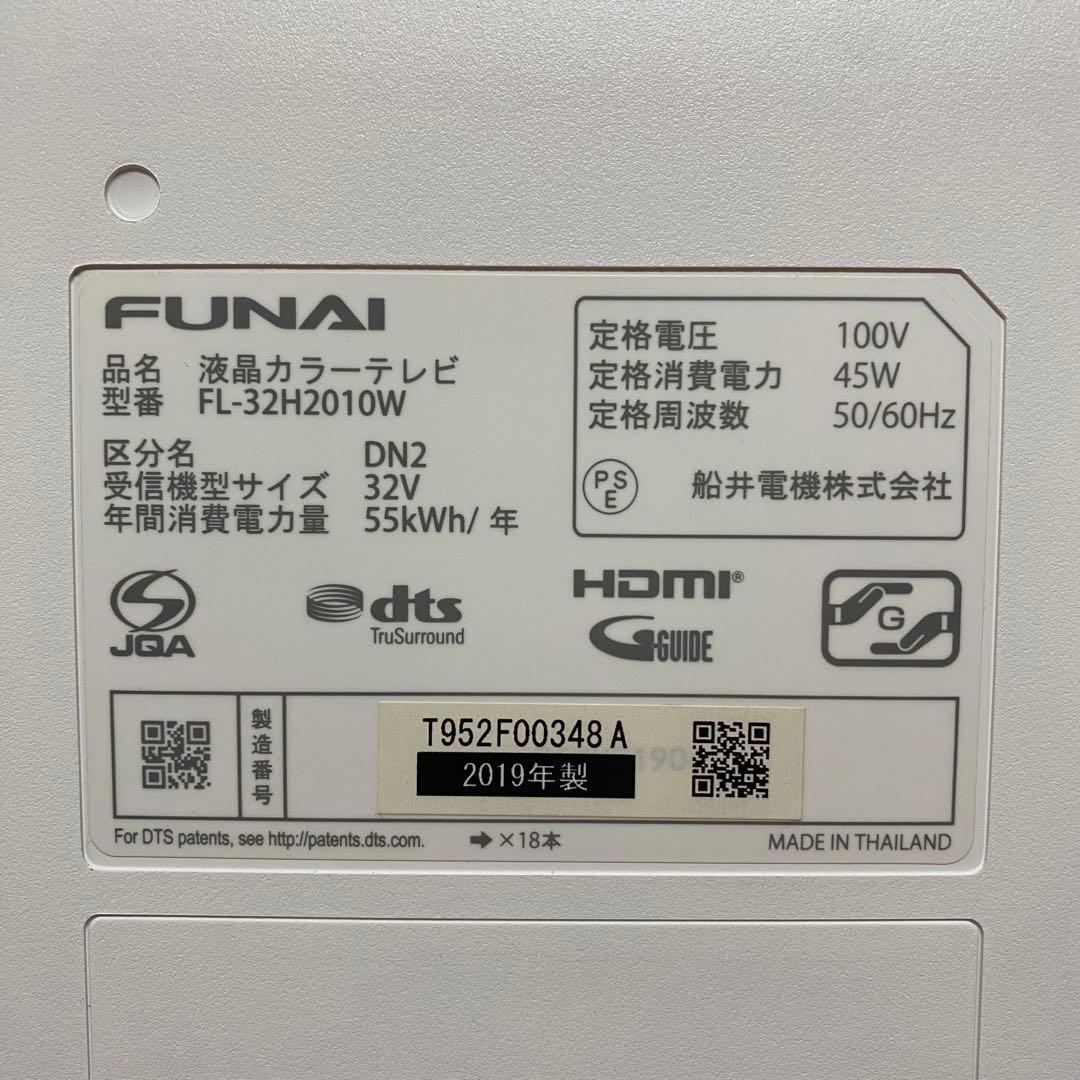 FUNAI
品名 液晶カラーテレビ
型番 FL-32H2010W
区分名 DN2
受信機型サイズ 32V
年間消費電力量 55kWh/年
定格電圧 100V
定格消費電力 45W
定格周波数 50/60Hz
PSE 船井電機株式会社
JQA
dts
TruSurround
HDMI®
G-GUIDE
G
製造番号
T952F00348A
2019年製
190
For DTS patents, see http://patents.dts.com.
➡×18本
MADE IN THAILAND